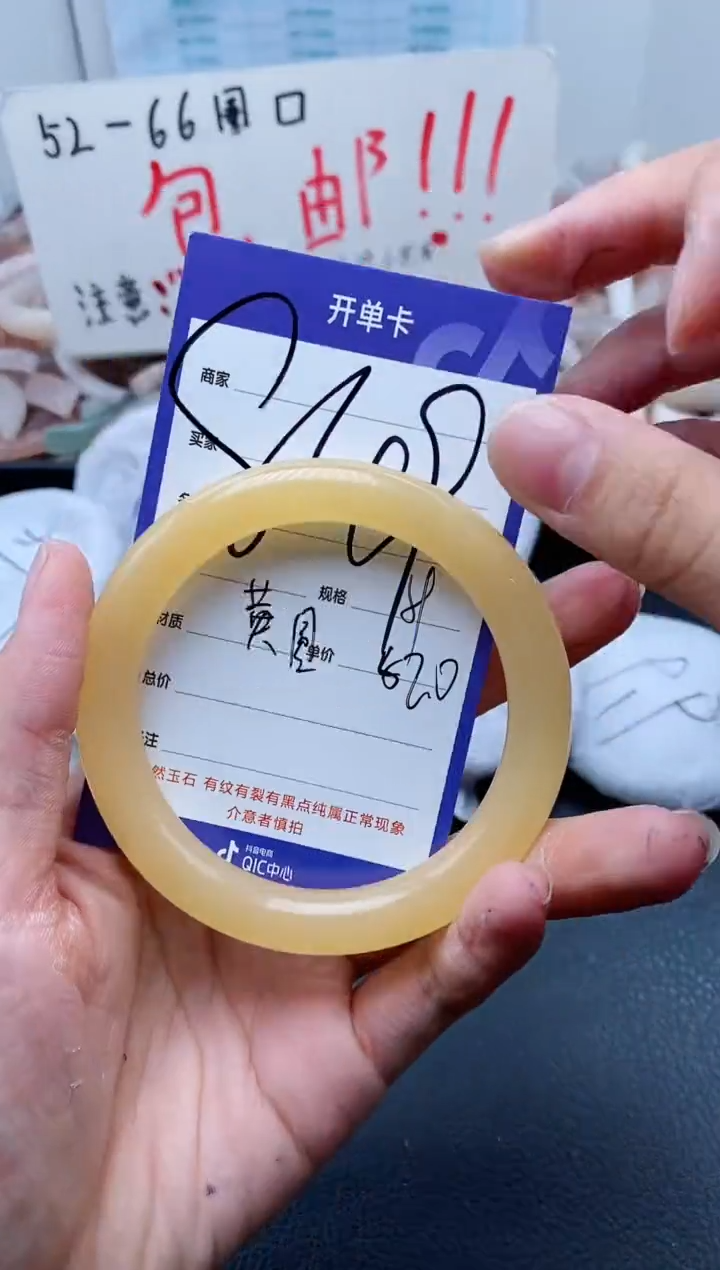 52-66圈口
包邮!!!
注意!!
开单卡
商家
买家
规格
黄圆
材质
单价
620
总价
注
然玉石 有纹有裂有黑点纯属正常现象
介意者慎拍
抖音电商
QIC中心